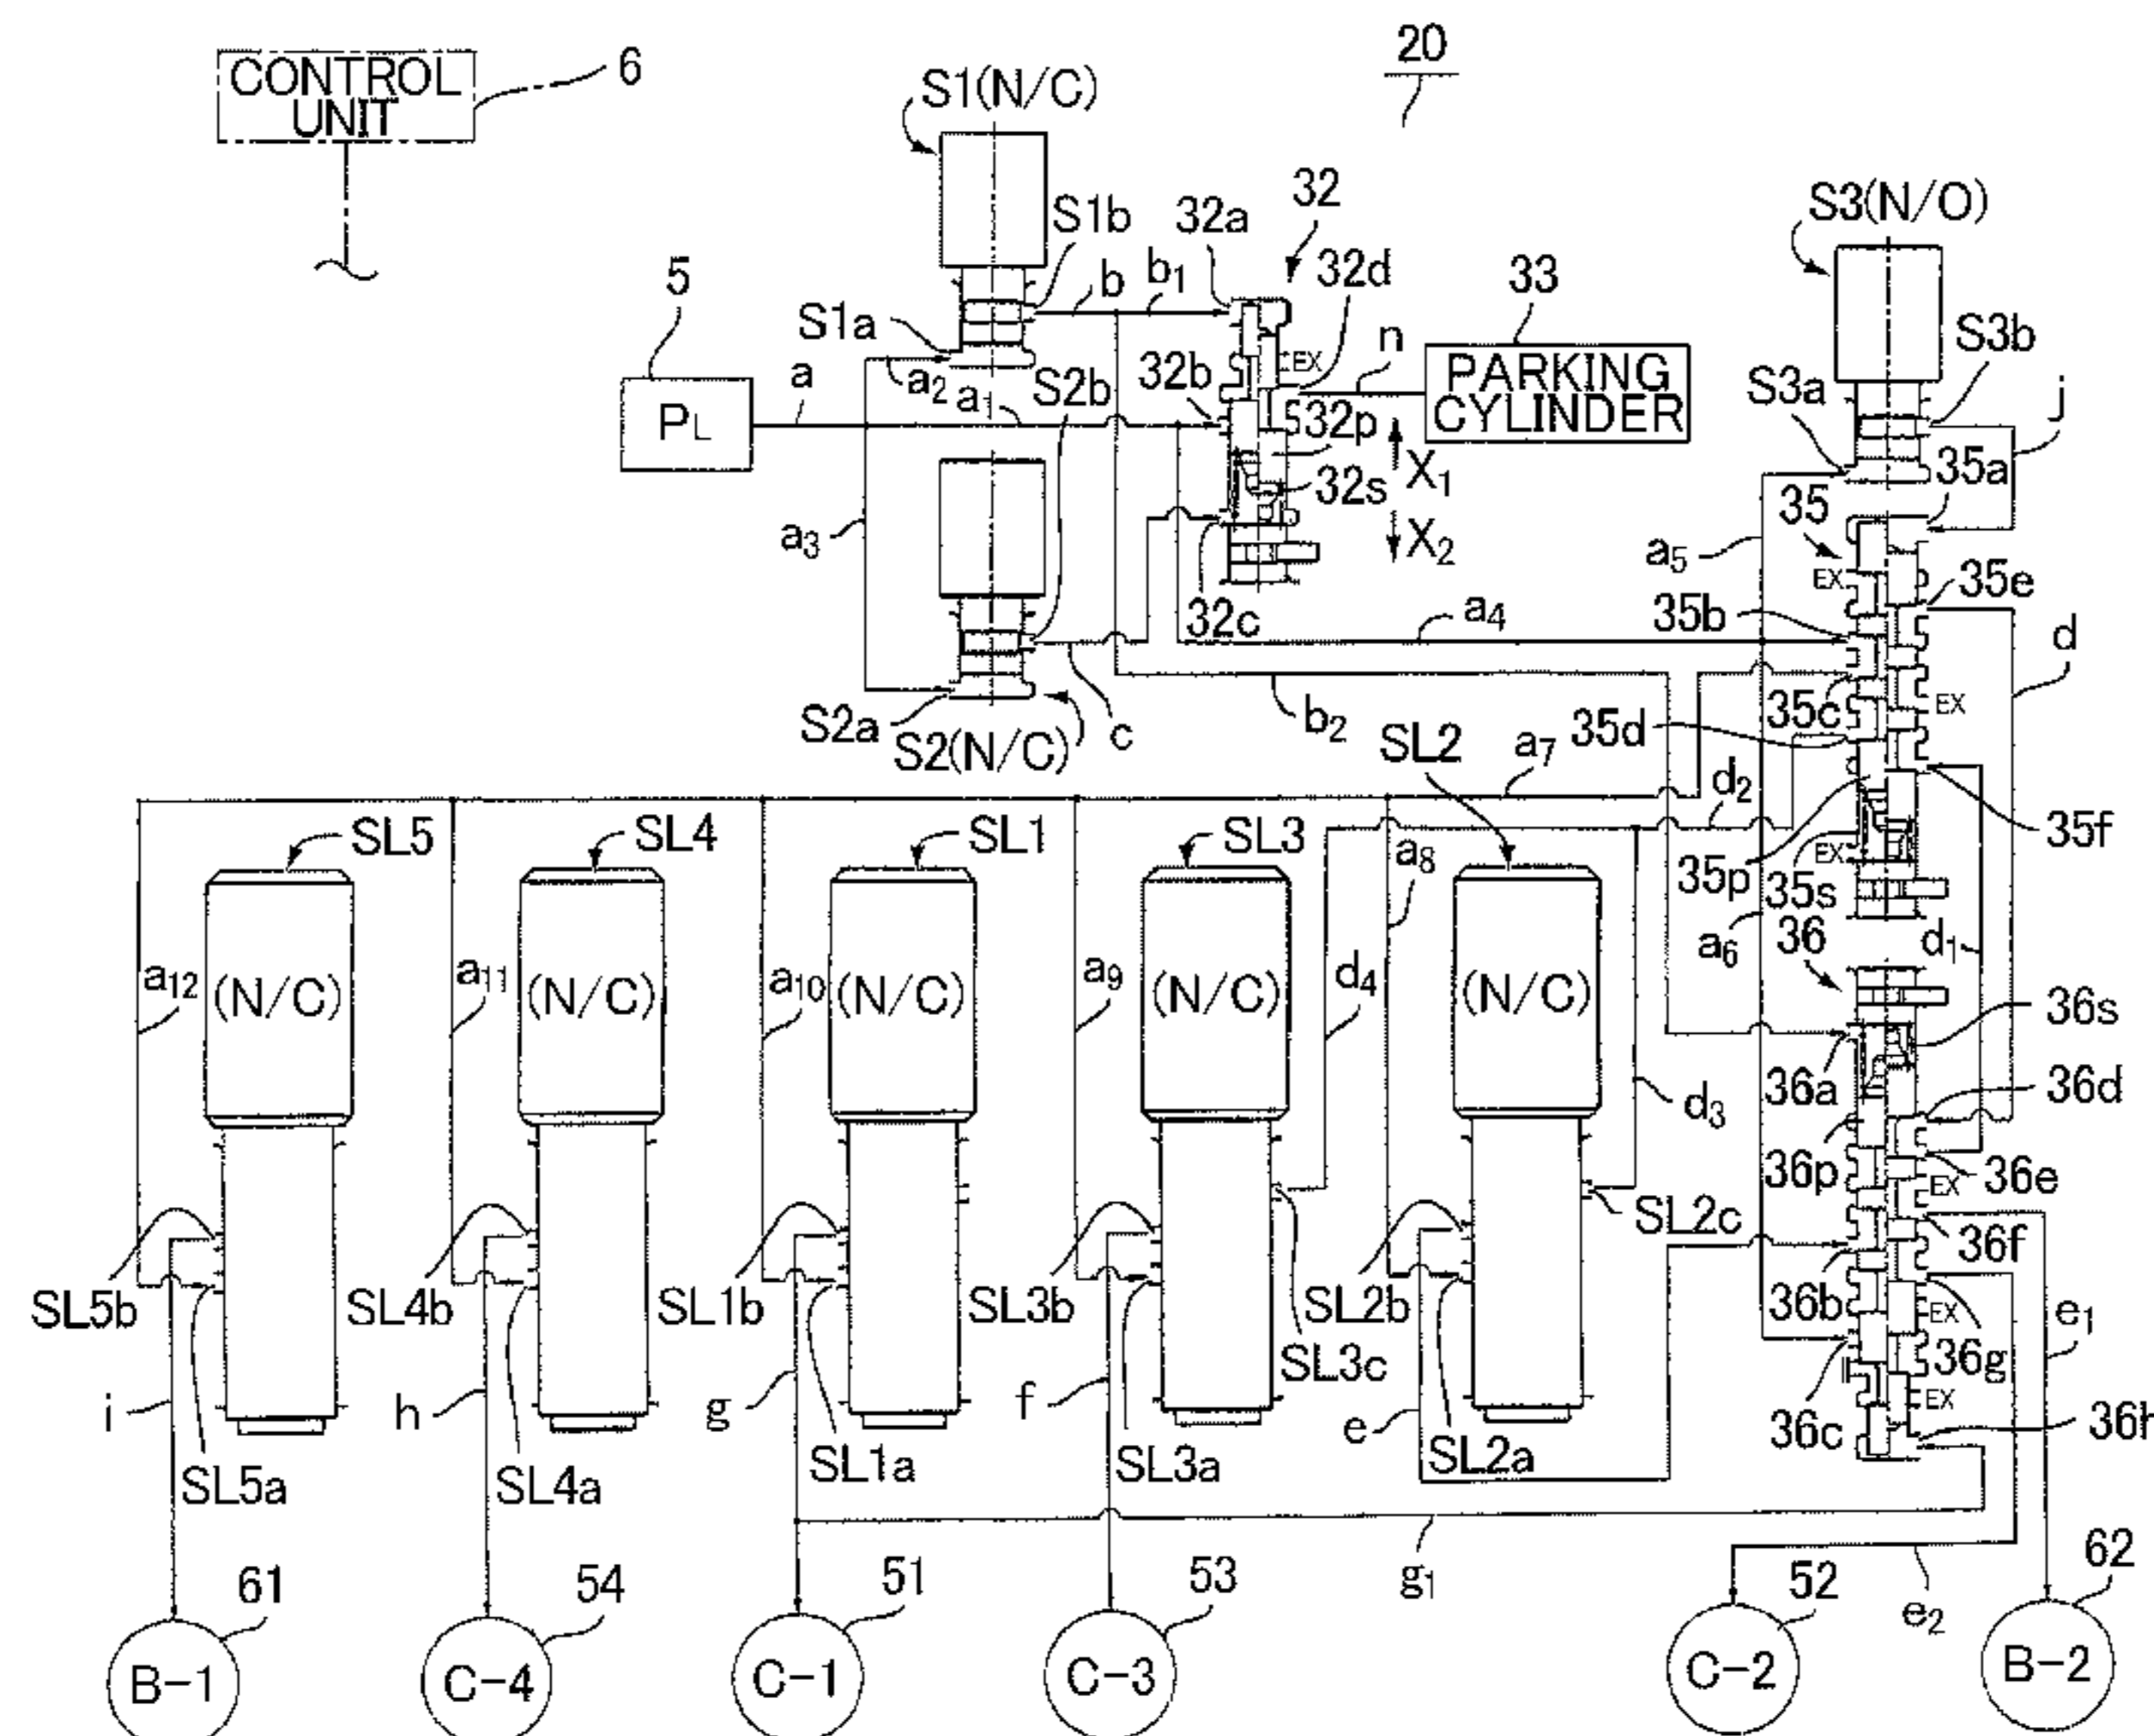 20
CONTROL
UNIT
6
S1(N/C)
S1b
32a
32
32d
33
S3(N/O)
5
b
b1
S1a
a2
a
a1
S2b
32b
EX
n
PARKING
CYLINDER
PL
32p
32s
X1
X2
S3a
S3b
j
35a
35
a3
a5
EX
35e
32c
a4
35b
d
S2a
S2(N/C)
c
b2
35c
EX
35d
SL2
a7
d2
SL5
SL4
SL1
SL3
a8
35p
35s
EX
35f
a6
36
d1
a12
(N/C)
a11
(N/C)
a10
(N/C)
a9
(N/C)
d4
(N/C)
36s
36a
36d
d3
36p
36e
EX
SL2c
36f
SL5b
SL4b
SL1b
SL3b
SL2b
36b
EX
e1
SL3c
36g
i
h
g
f
e
EX
36c
36h
SL5a
SL4a
SL1a
SL3a
SL2a
61
54
51
53
g1
52
e2
62
B-1
C-4
C-1
C-3
C-2
B-2